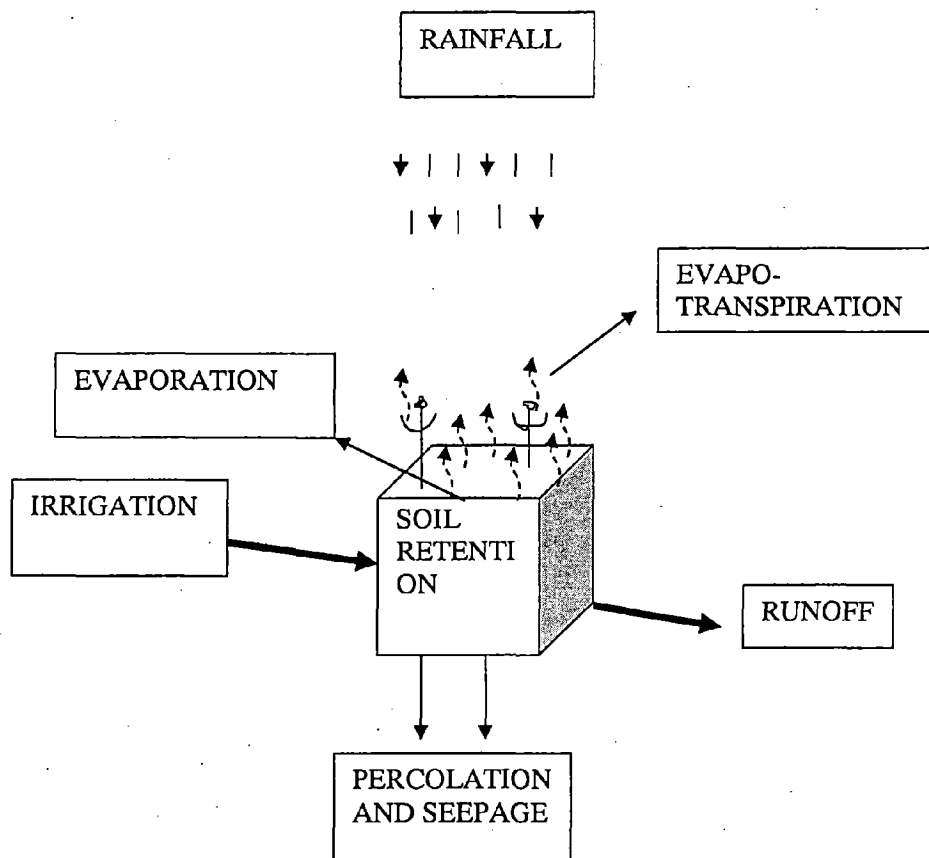 RAINFALL
EVAPO-
TRANSPIRATION
EVAPORATION
IRRIGATION
SOIL
RETENTI
ON
RUNOFF
PERCOLATION
AND SEEPAGE